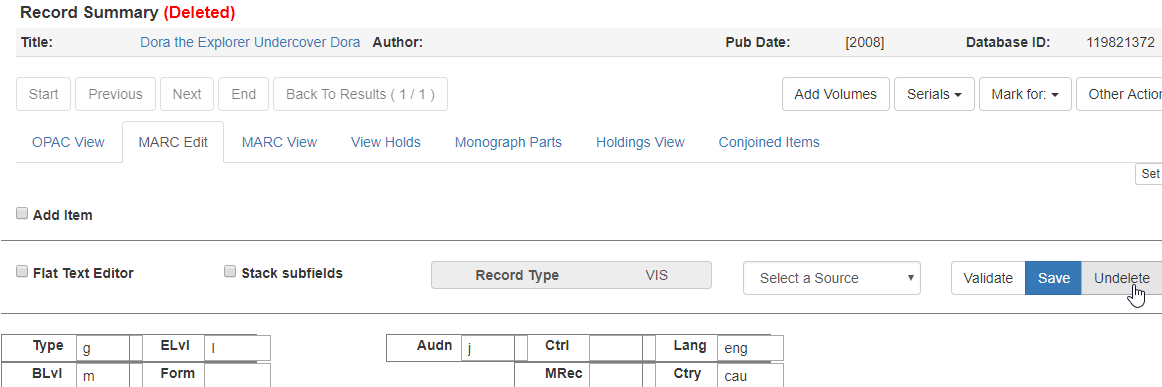 Record Summary (Deleted)
Title: Dora the Explorer Undercover Dora Author: Pub Date: [2008] Database ID: 119821372
Start Previous Next End Back To Results ( 1 / 1 ) Add Volumes Serials Mark for: Other Action
OPAC View MARC Edit MARC View View Holds Monograph Parts Holdings View Conjoined Items
Set
Add Item
Flat Text Editor Stack subfields Record Type VIS Select a Source Validate Save Undelete
Type g ELvl I Audn j Ctrl Lang eng
BLvl m Form MRec Ctry cau